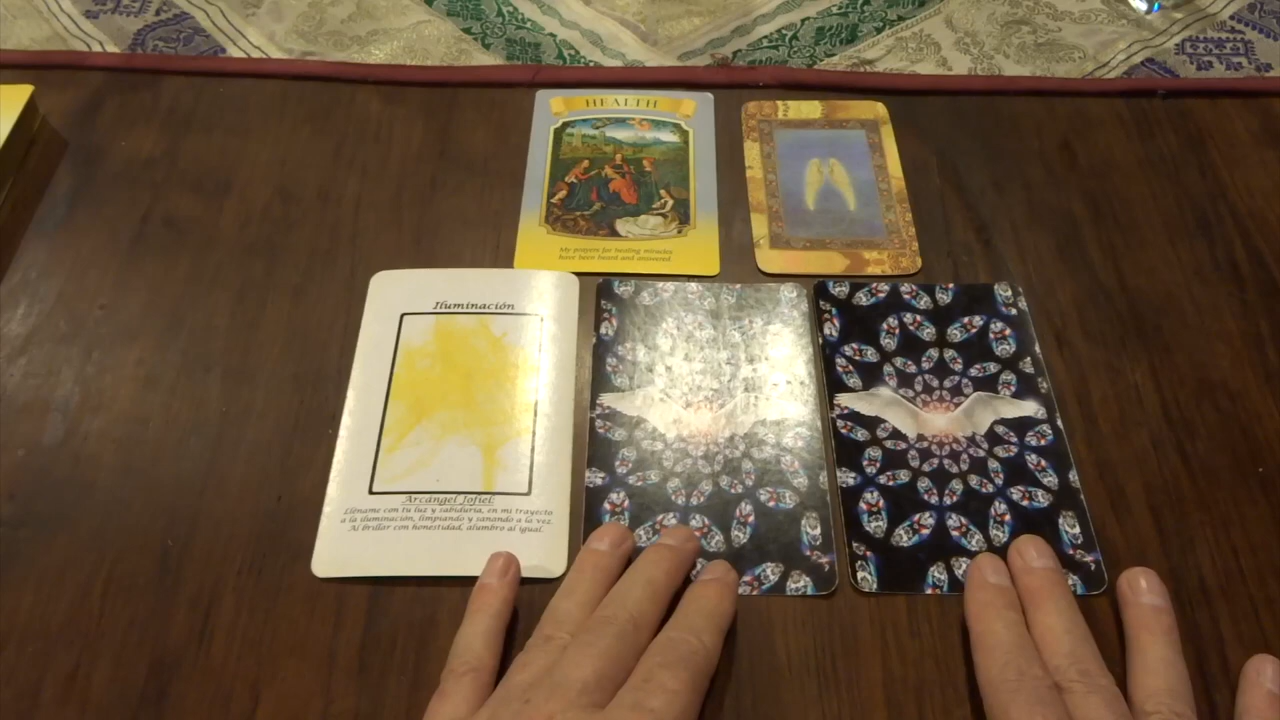 HEALTH
My prayers for healing miracles
have been heard and answered.
Iluminación
Arcángel Jofiel:
Lléname con tu luz y sabiduría, en mi trayecto
a la iluminación, limpiando y sanando a la vez.
Al brillar con honestidad, alumbro al igual.